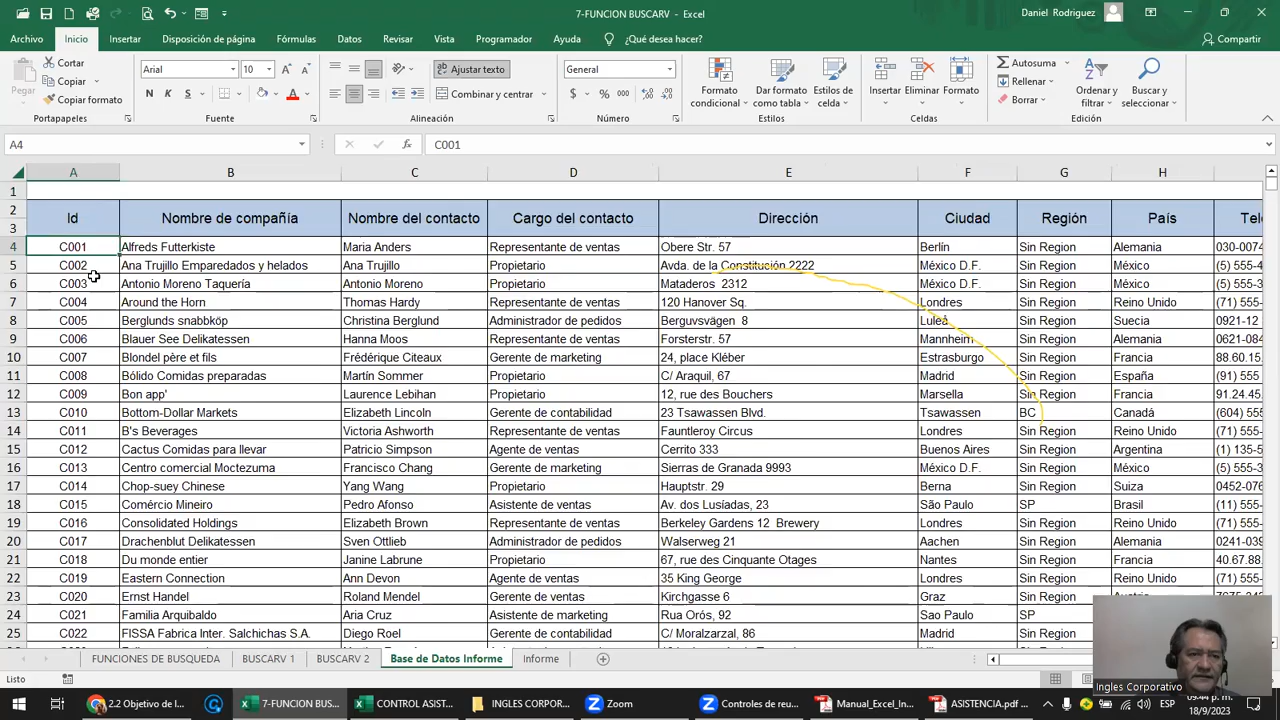 7-FUNCION BUSCARV - Excel
Daniel Rodriguez
Archivo Inicio Insertar Disposición de página Fórmulas Datos Revisar Vista Programador Ayuda ¿Qué desea hacer? Compartir
Pegar Cortar Copiar Copiar formato
Arial 10 N K S
Ajustar texto Combinar y centrar
General $ % 000
Formato condicional Dar formato como tabla Estilos de celda
Insertar Eliminar Formato
Autosuma Rellenar Borrar Ordenar y filtrar Buscar y seleccionar
Portapapeles Fuente Alineación Número Estilos Celdas Edición
A4 fx C001
A B C D E F G H
1
2 3 Id Nombre de compañía Nombre del contacto Cargo del contacto Dirección Ciudad Región País Telé
4 C001 Alfreds Futterkiste Maria Anders Representante de ventas Obere Str. 57 Berlín Sin Region Alemania 030-0074
5 C002 Ana Trujillo Emparedados y helados Ana Trujillo Propietario Avda. de la Constitución 2222 México D.F. Sin Region México (5) 555-4
6 C003 Antonio Moreno Taquería Antonio Moreno Propietario Mataderos 2312 México D.F. Sin Region México (5) 555-3
7 C004 Around the Horn Thomas Hardy Representante de ventas 120 Hanover Sq. Londres Sin Region Reino Unido (71) 555-
8 C005 Berglunds snabbköp Christina Berglund Administrador de pedidos Berguvsvägen 8 Luleå Sin Region Suecia 0921-12
9 C006 Blauer See Delikatessen Hanna Moos Representante de ventas Forsterstr. 57 Mannheim Sin Region Alemania 0621-084
10 C007 Blondel père et fils Frédérique Citeaux Gerente de marketing 24, place Kléber Estrasburgo Sin Region Francia 88.60.15.
11 C008 Bólido Comidas preparadas Martín Sommer Propietario C/ Araquil, 67 Madrid Sin Region España (91) 555
12 C009 Bon app' Laurence Lebihan Propietario 12, rue des Bouchers Marsella Sin Region Francia 91.24.45.
13 C010 Bottom-Dollar Markets Elizabeth Lincoln Gerente de contabilidad 23 Tsawassen Blvd. Tsawassen BC Canadá (604) 555
14 C011 B's Beverages Victoria Ashworth Representante de ventas Fauntleroy Circus Londres Sin Region Reino Unido (71) 555-
15 C012 Cactus Comidas para llevar Patricio Simpson Agente de ventas Cerrito 333 Buenos Aires Sin Region Argentina (1) 135-5
16 C013 Centro comercial Moctezuma Francisco Chang Gerente de marketing Sierras de Granada 9993 México D.F. Sin Region México (5) 555-3
17 C014 Chop-suey Chinese Yang Wang Propietario Hauptstr. 29 Berna Sin Region Suiza 0452-076
18 C015 Comércio Mineiro Pedro Afonso Asistente de ventas Av. dos Lusíadas, 23 São Paulo SP Brasil (11) 555-
19 C016 Consolidated Holdings Elizabeth Brown Representante de ventas Berkeley Gardens 12 Brewery Londres Sin Region Reino Unido (71) 555-
20 C017 Drachenblut Delikatessen Sven Ottlieb Administrador de pedidos Walserweg 21 Aachen Sin Region Alemania 0241-039
21 C018 Du monde entier Janine Labrune Propietario 67, rue des Cinquante Otages Nantes Sin Region Francia 40.67.88.
22 C019 Eastern Connection Ann Devon Agente de ventas 35 King George Londres Sin Region Reino Unido (71) 555-
23 C020 Ernst Handel Roland Mendel Gerente de ventas Kirchgasse 6 Graz Sin Region
24 C021 Familia Arquibaldo Aria Cruz Asistente de marketing Rua Orós, 92 Sao Paulo SP
25 C022 FISSA Fabrica Inter. Salchichas S.A. Diego Roel Gerente de contabilidad C/ Moralzarzal, 86 Madrid Sin Region
FUNCIONES DE BUSQUEDA BUSCARV 1 BUSCARV 2 Base de Datos Informe Informe
Listo
Ingles Corporativo
2.2 Objetivo de l... 7-FUNCION BUS... CONTROL ASIST... INGLES CORPOR... Zoom Controles de reu... Manual_Excel_In... ASISTENCIA.pdf ... ESP
09:44 p. m.
18/9/2023